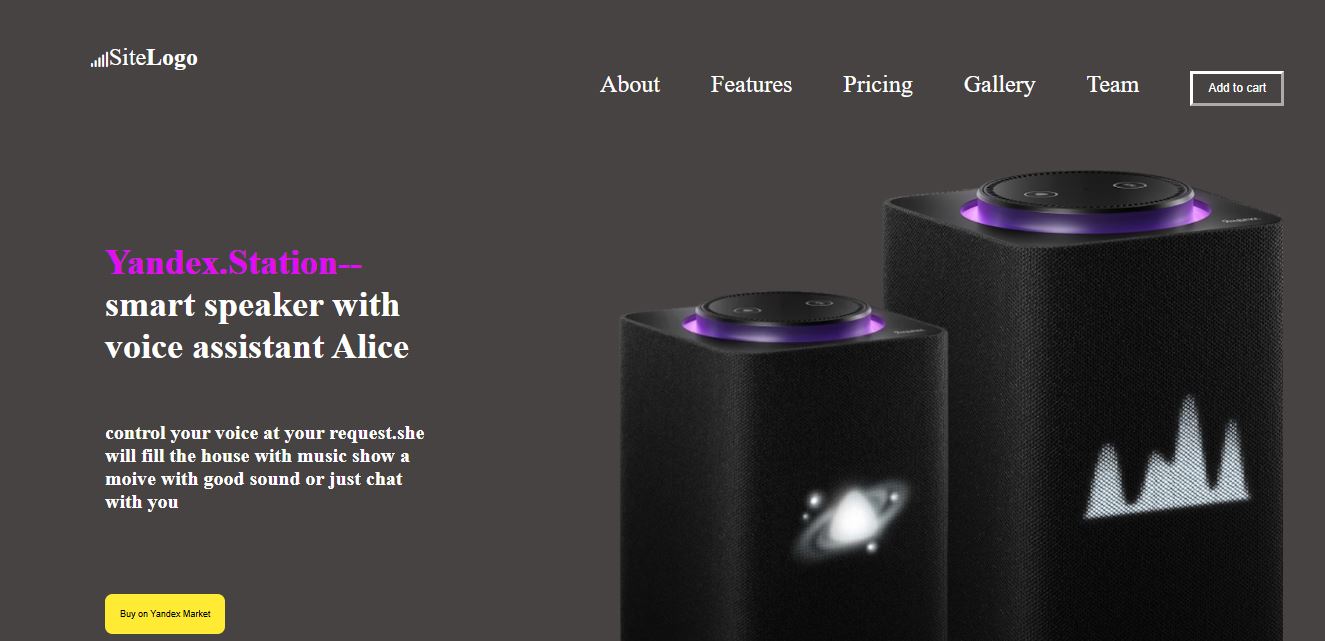 SiteLogo
About Features Pricing Gallery Team Add to cart
Yandex.Station--
smart speaker with
voice assistant Alice
control your voice at your request.she
will fill the house with music show a
moive with good sound or just chat
with you
Buy on Yandex Market